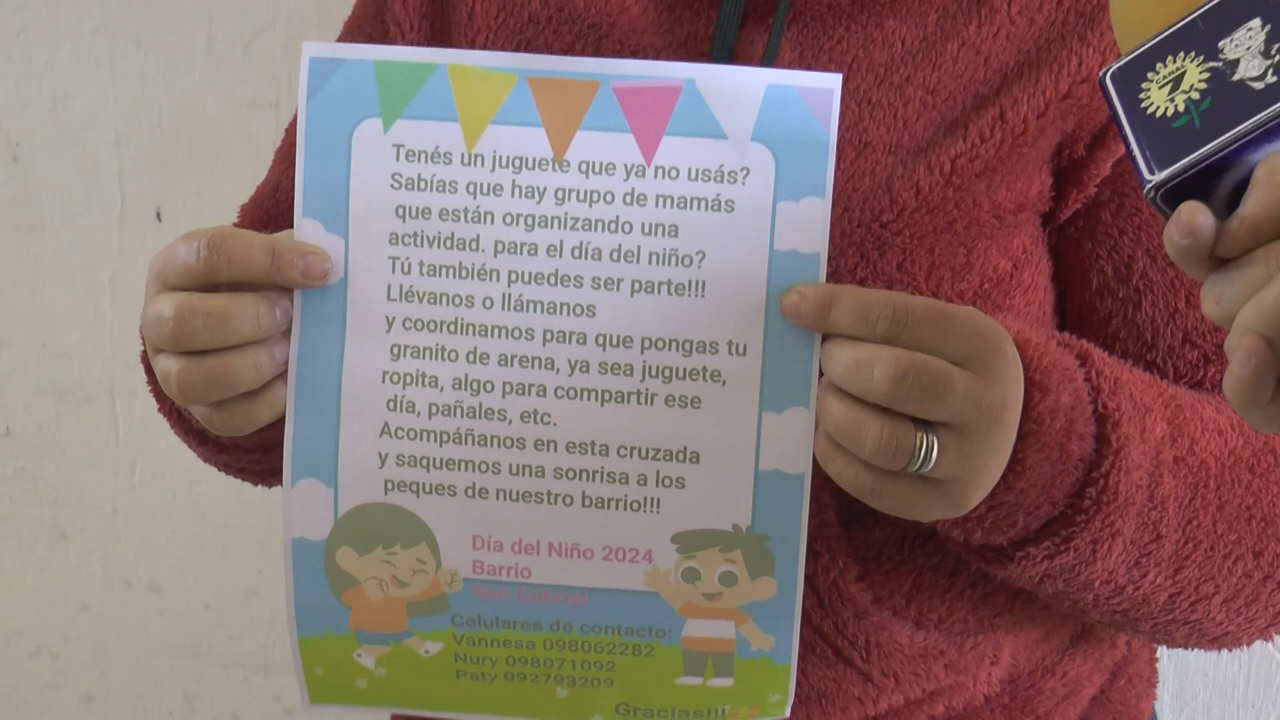 Tenés un juguete que ya no usás?
Sabías que hay grupo de mamás
que están organizando una
actividad. para el día del niño?
Tú también puedes ser parte!!!
Llévanos o llámanos
y coordinamos para que pongas tu
granito de arena, ya sea juguete,
ropita, algo para compartir ese
día, pañales, etc.
Acompáñanos en esta cruzada
y saquemos una sonrisa a los
peques de nuestro barrio!!!
Día del Niño 2024
Barrio
San Gabriel
Celulares de contacto:
Vannesa 098062282
Nury 098071092
Paty 092793209
Gracias!!!
CANAL
7